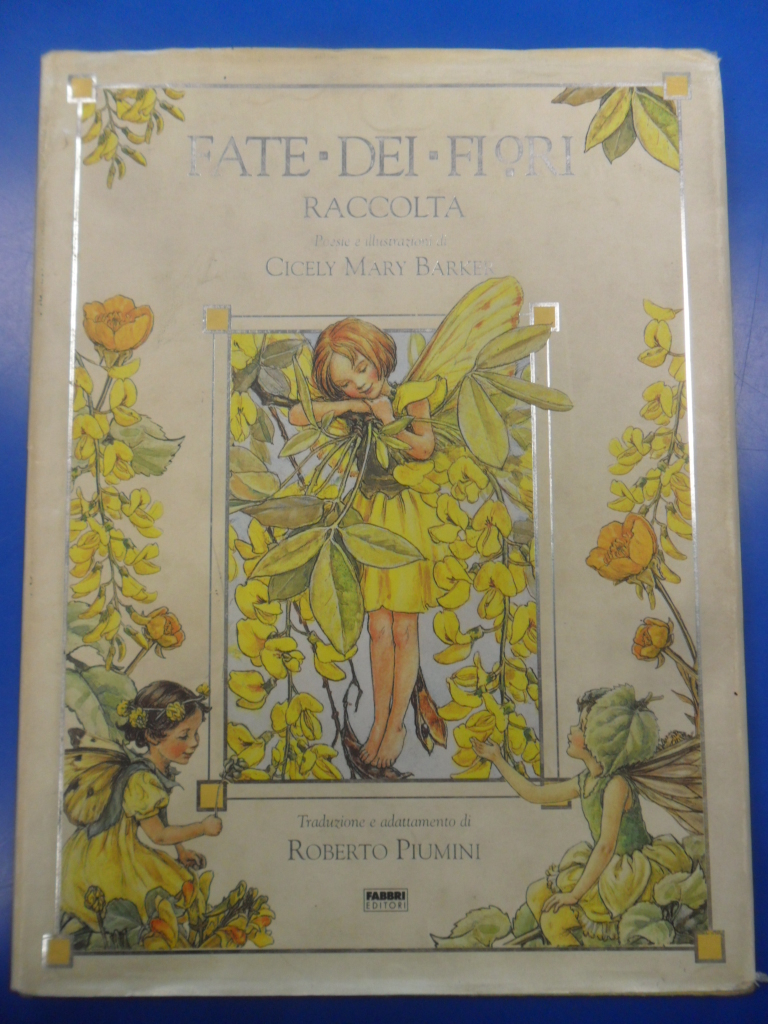 FATE · DEI · FIORI
RACCOLTA
Poesie e illustrazioni di
CICELY MARY BARKER
Traduzione e adattamento di
ROBERTO PIUMINI
FABBRI
EDITORI